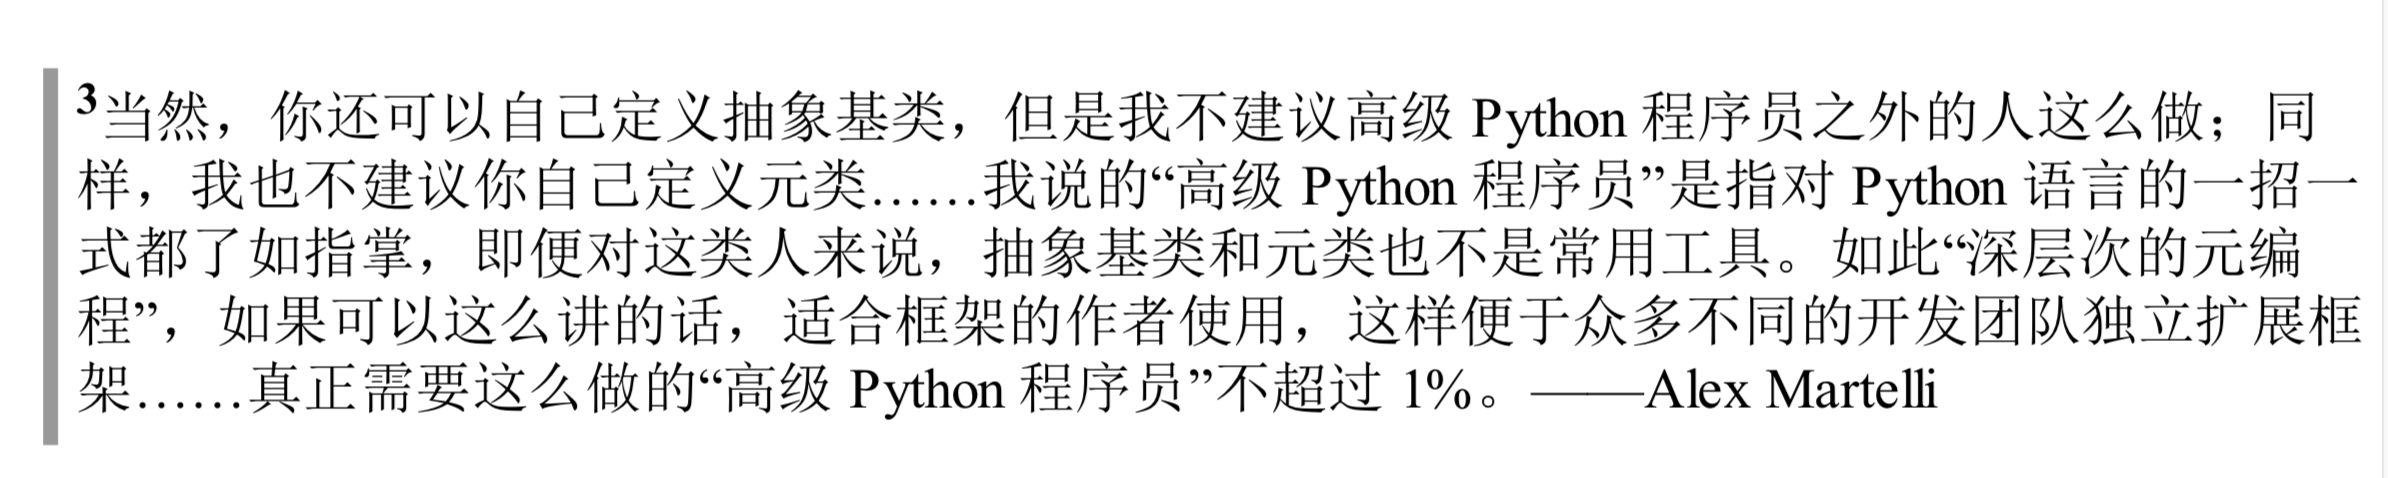 3当然，你还可以自己定义抽象基类，但是我不建议高级 Python 程序员之外的人这么做；同
样，我也不建议你自己定义元类……我说的“高级 Python 程序员”是指对 Python 语言的一招一
式都了如指掌，即便对这类人来说，抽象基类和元类也不是常用工具。如此“深层次的元编
程”，如果可以这么讲的话，适合框架的作者使用，这样便于众多不同的开发团队独立扩展框
架……真正需要这么做的“高级 Python 程序员”不超过 1%。——Alex Martelli